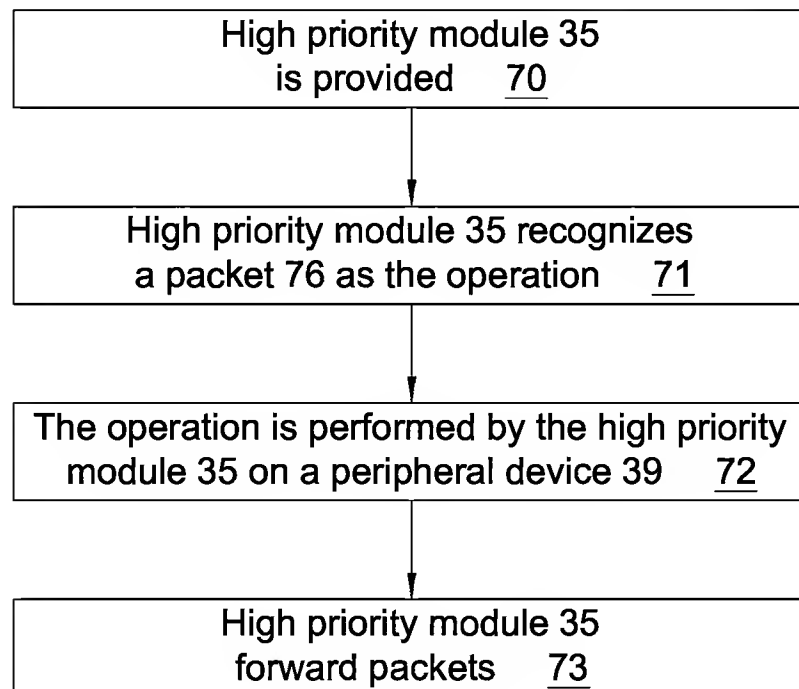 High priority module 35
is provided 70
High priority module 35 recognizes
a packet 76 as the operation 71
The operation is performed by the high priority
module 35 on a peripheral device 39 72
High priority module 35
forward packets 73